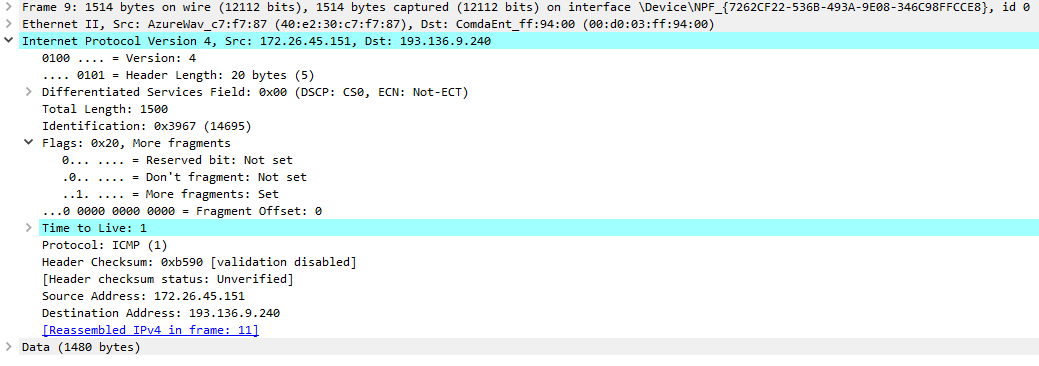 Frame 9: 1514 bytes on wire (12112 bits), 1514 bytes captured (12112 bits) on interface \Device\NPF_{7262CF22-536B-493A-9E08-346C98FFCCE8}, id 0
Ethernet II, Src: AzureWav_c7:f7:87 (40:e2:30:c7:f7:87), Dst: ComdaEnt_ff:94:00 (00:d0:03:ff:94:00)
Internet Protocol Version 4, Src: 172.26.45.151, Dst: 193.136.9.240
0100 .... = Version: 4
.... 0101 = Header Length: 20 bytes (5)
Differentiated Services Field: 0x00 (DSCP: CS0, ECN: Not-ECT)
Total Length: 1500
Identification: 0x3967 (14695)
Flags: 0x20, More fragments
0... .... = Reserved bit: Not set
.0.. .... = Don't fragment: Not set
..1. .... = More fragments: Set
...0 0000 0000 0000 = Fragment Offset: 0
Time to Live: 1
Protocol: ICMP (1)
Header Checksum: 0xb590 [validation disabled]
[Header checksum status: Unverified]
Source Address: 172.26.45.151
Destination Address: 193.136.9.240
[Reassembled IPv4 in frame: 11]
Data (1480 bytes)